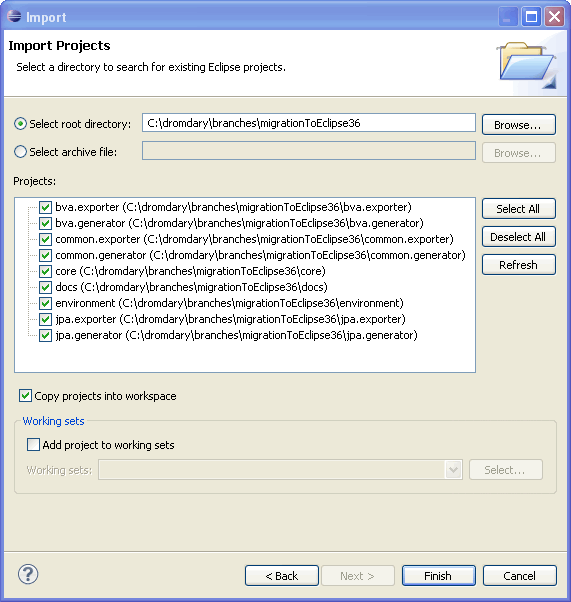 Import
Import Projects
Select a directory to search for existing Eclipse projects.
Select root directory: C:\dromdary\branches\migrationToEclipse36 Browse...
Select archive file: Browse...
Projects:
bva.exporter (C:\dromdary\branches\migrationToEclipse36\bva.exporter)
bva.generator (C:\dromdary\branches\migrationToEclipse36\bva.generator)
common.exporter (C:\dromdary\branches\migrationToEclipse36\common.exporter)
common.generator (C:\dromdary\branches\migrationToEclipse36\common.generator)
core (C:\dromdary\branches\migrationToEclipse36\core)
docs (C:\dromdary\branches\migrationToEclipse36\docs)
environment (C:\dromdary\branches\migrationToEclipse36\environment)
jpa.exporter (C:\dromdary\branches\migrationToEclipse36\jpa.exporter)
jpa.generator (C:\dromdary\branches\migrationToEclipse36\jpa.generator)
Select All
Deselect All
Refresh
Copy projects into workspace
Working sets
Add project to working sets
Working sets: Select...
? < Back Next > Finish Cancel